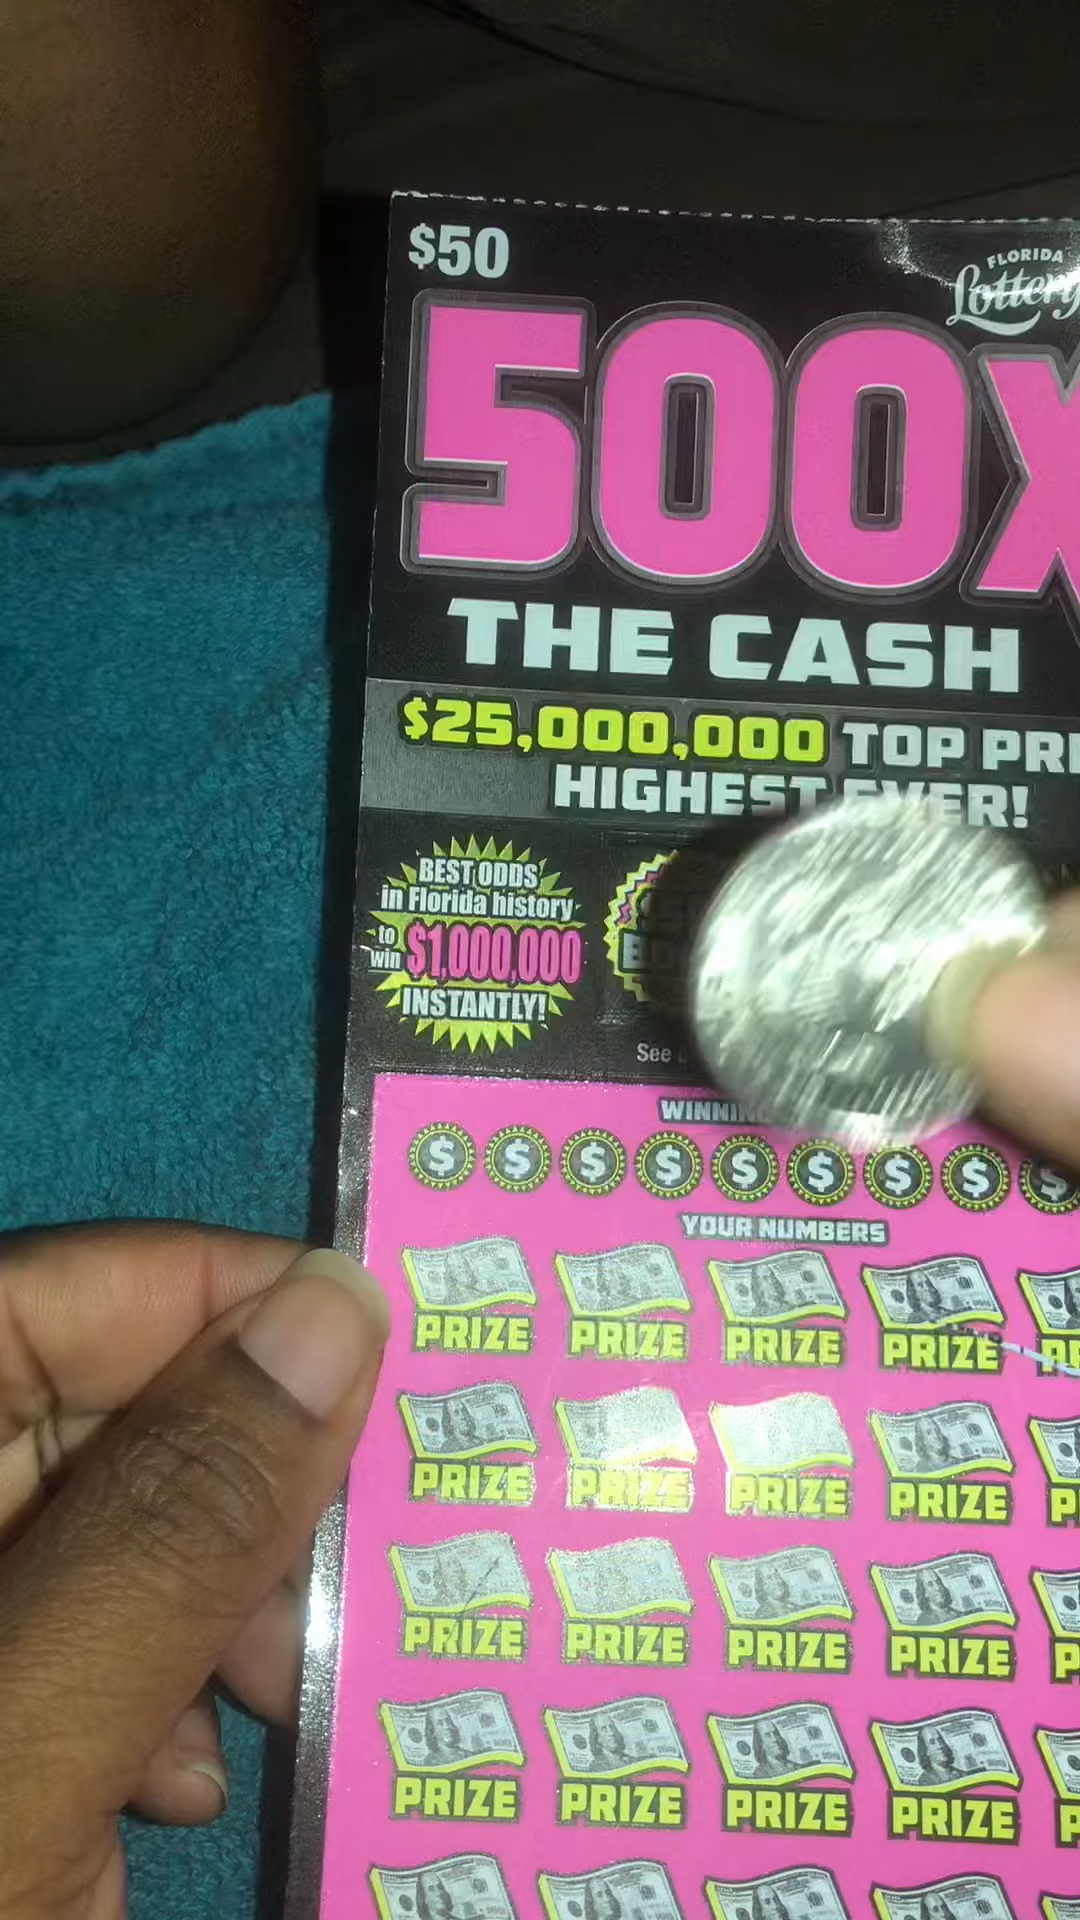 $50
FLORIDA
Lottery
500X
THE CASH
$25,000,000 TOP
HIGHEST EVER!
BEST ODDS
in Florida history
to win $1,000,000
INSTANTLY!
See
$ $ $ $ $ $ $ $ $
YOUR NUMBERS
PRIZE PRIZE PRIZE PRIZE
PRIZE PRIZE PRIZE PRIZE
PRIZE PRIZE PRIZE PRIZE
PRIZE PRIZE PRIZE PRIZE